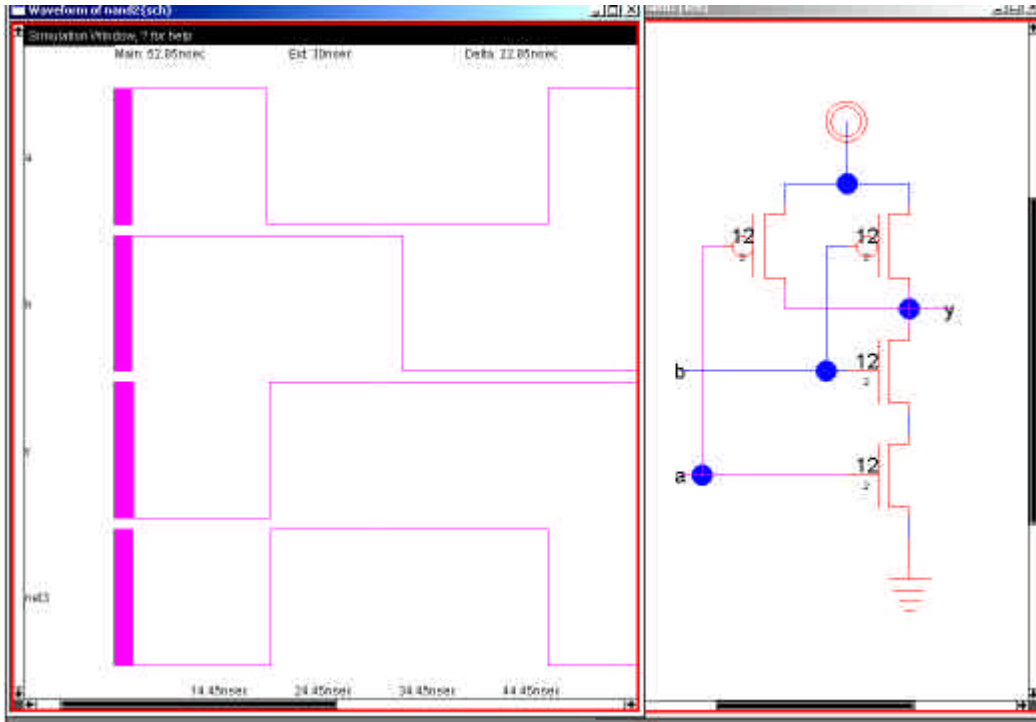 Waveform of nand2{sch}
Simulation Window, ? for help
Main: 52.85nsec Ext: 30nsec Delta: 22.85nsec
a
b
y
net3
14.45nsec 24.45nsec 34.45nsec 44.45nsec
12 12
y
b 12
a 12